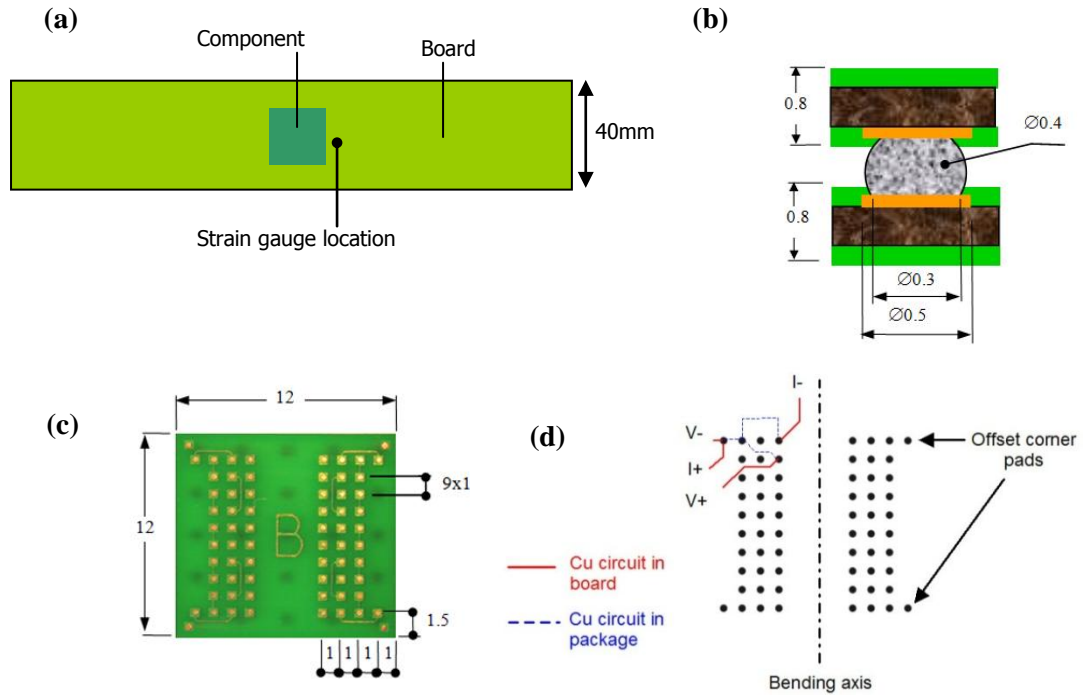 (a)
Component
Board
40mm
Strain gauge location
(b)
0.8
∅0.4
0.8
∅0.3
∅0.5
(c)
12
12
9x1
B
1.5
1 1 1 1
(d)
I-
V-
I+
V+
Offset corner
pads
Cu circuit in
board
Cu circuit in
package
Bending axis